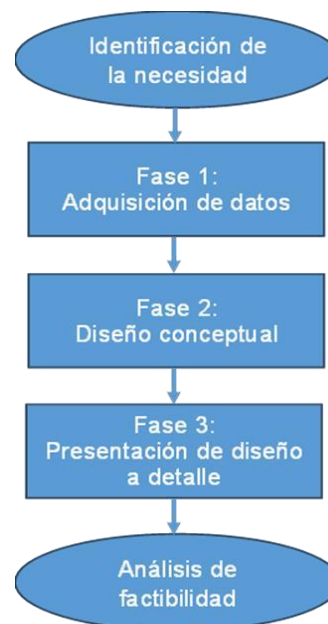 Identificación de
la necesidad
Fase 1:
Adquisición de datos
Fase 2:
Diseño conceptual
Fase 3:
Presentación de diseño
a detalle
Análisis de
factibilidad